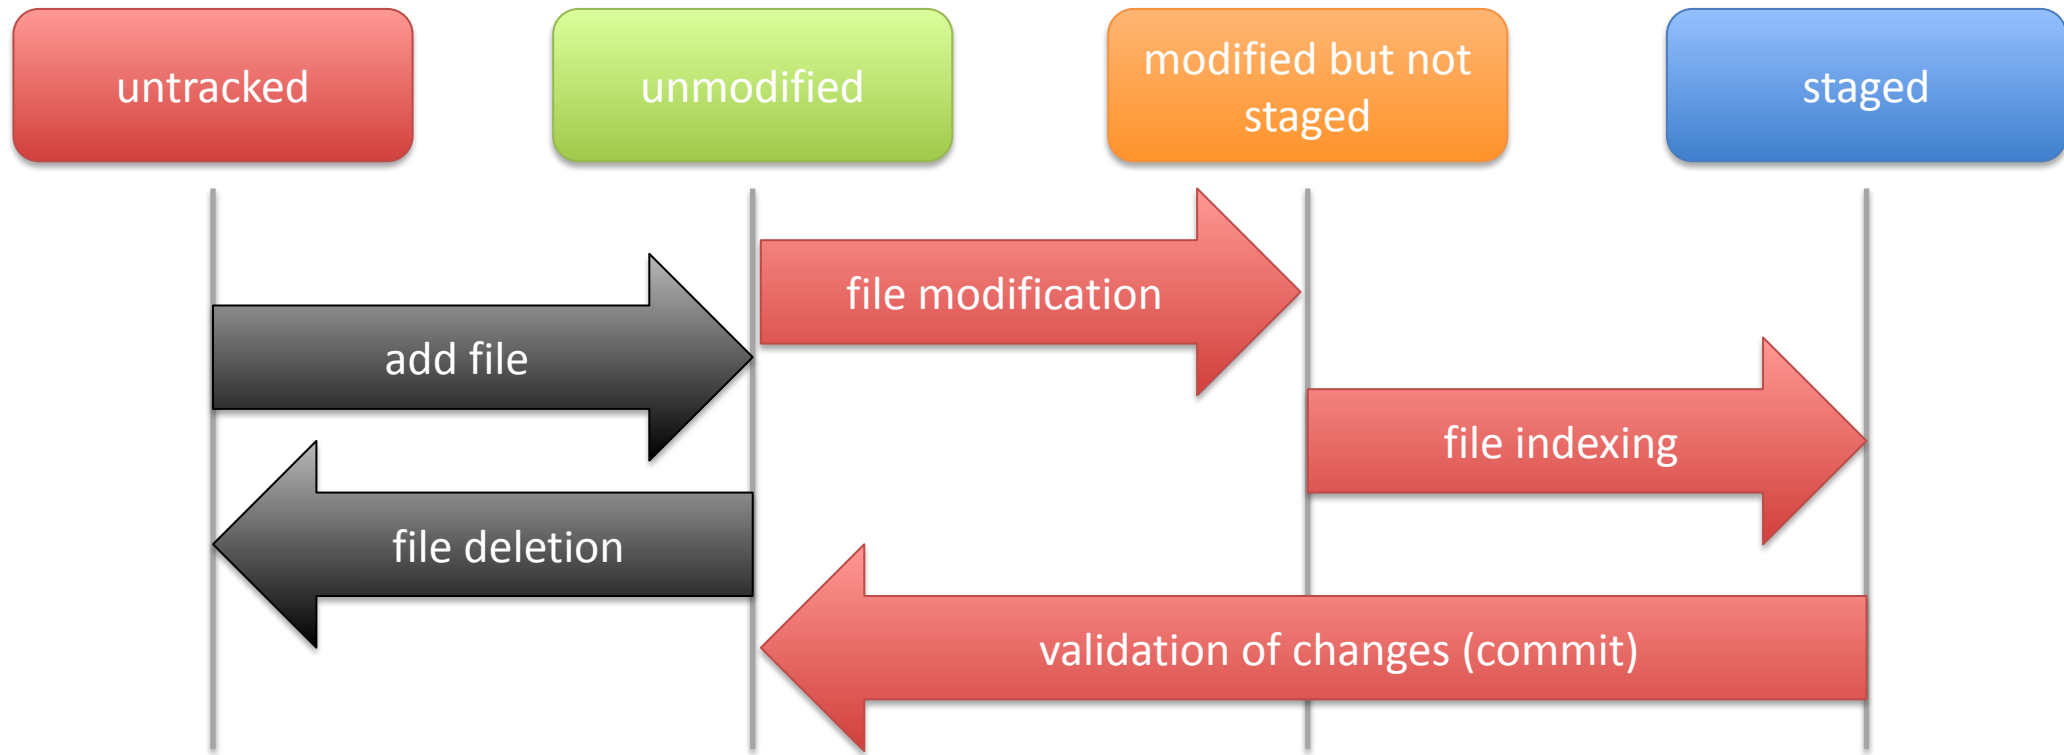 untracked
unmodified
modified but not
staged
staged
file modification
add file
file indexing
file deletion
validation of changes (commit)